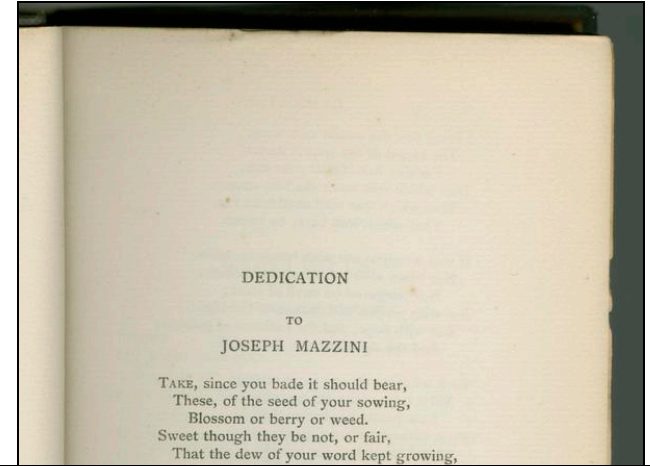 DEDICATION
TO
JOSEPH MAZZINI
TAKE, since you bade it should bear,
These, of the seed of your sowing,
Blossom or berry or weed.
Sweet though they be not, or fair,
That the dew of your word kept growing,